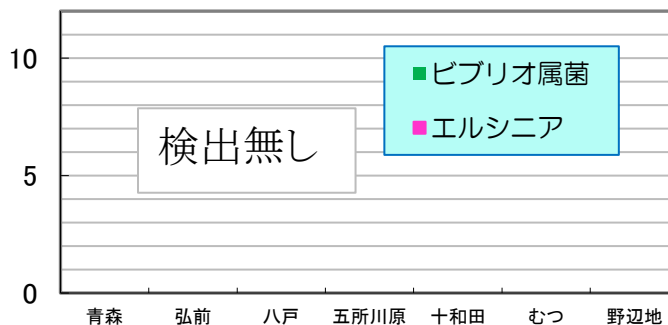 10
ビブリオ属菌
エルシニア
検出無し
5
0
青森 弘前 八戸 五所川原 十和田 むつ 野辺地